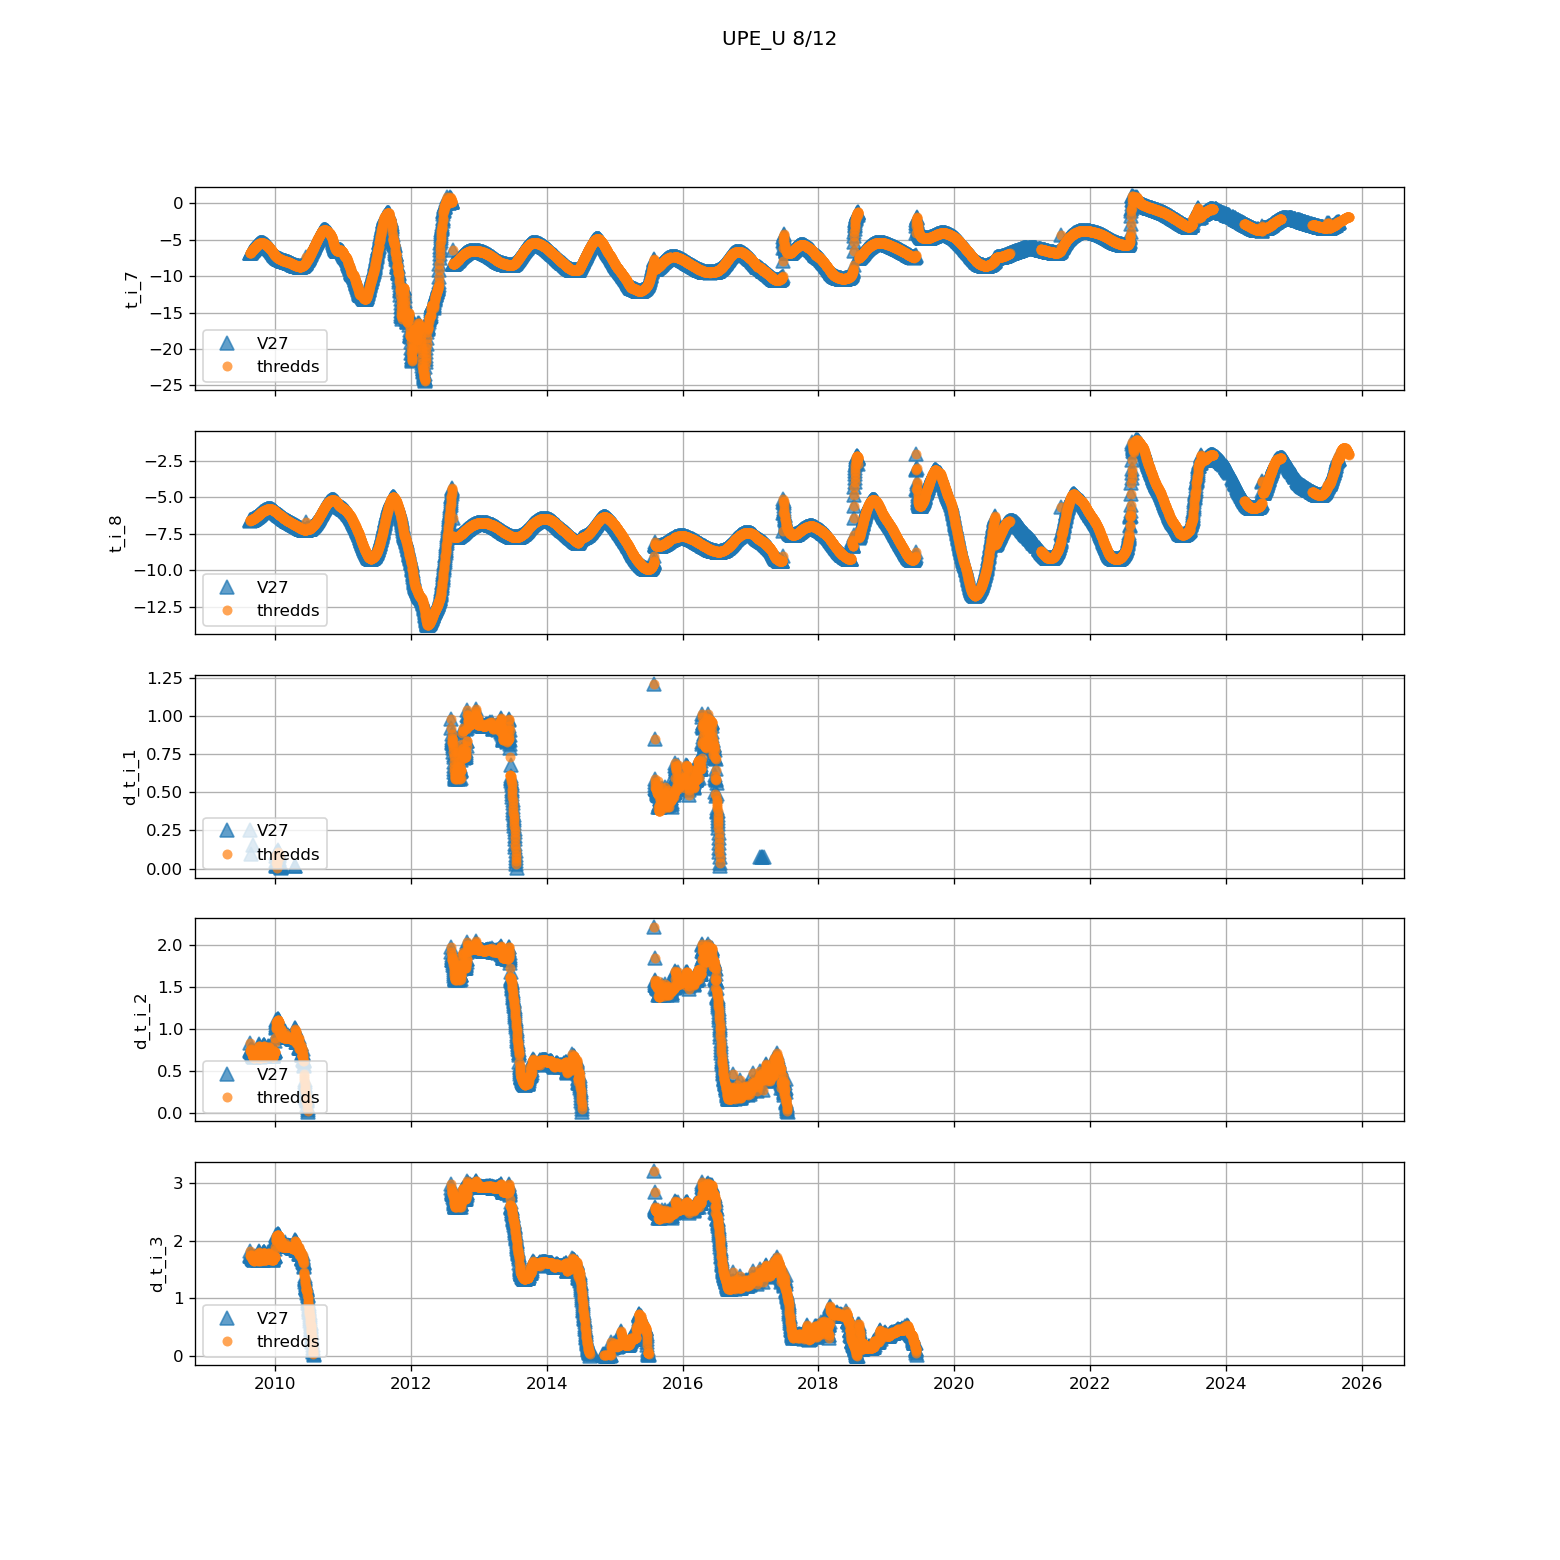 UPE_U 8/12
0
−5
−10
−15
−20
−25
t_i_7
V27
thredds
−2.5
−5.0
−7.5
−10.0
−12.5
t_i_8
V27
thredds
1.25
1.00
0.75
0.50
0.25
0.00
d_t_i_1
V27
thredds
2.0
1.5
1.0
0.5
0.0
d_t_i_2
V27
thredds
3
2
1
0
d_t_i_3
V27
thredds
2010 2012 2014 2016 2018 2020 2022 2024 2026